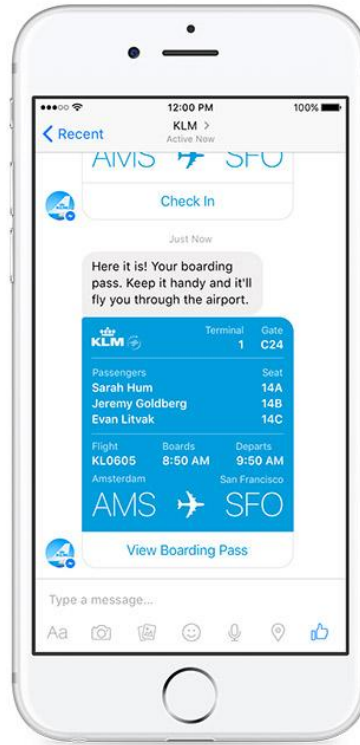 12:00 PM
100%
Recent
KLM >
Active Now
AMS SFO
Check In
Just Now
Here it is! Your boarding
pass. Keep it handy and it'll
fly you through the airport.
KLM
Terminal Gate
1 C24
Passengers Seat
Sarah Hum 14A
Jeremy Goldberg 14B
Evan Litvak 14C
Flight Boards Departs
KL0605 8:50 AM 9:50 AM
Amsterdam San Francisco
AMS SFO
View Boarding Pass
Type a message...
Aa